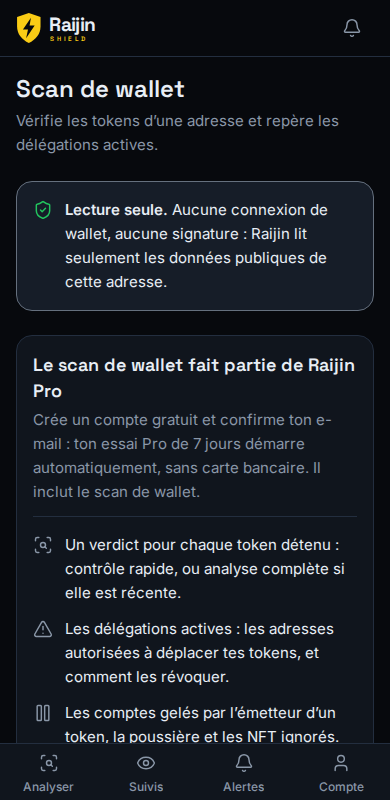 Raijin
SHIELD
Scan de wallet
Vérifie les tokens d’une adresse et repère les
délégations actives.
Lecture seule. Aucune connexion de
wallet, aucune signature : Raijin lit
seulement les données publiques de
cette adresse.
Le scan de wallet fait partie de Raijin
Pro
Crée un compte gratuit et confirme ton e-
mail : ton essai Pro de 7 jours démarre
automatiquement, sans carte bancaire. Il
inclut le scan de wallet.
Un verdict pour chaque token détenu :
contrôle rapide, ou analyse complète si
elle est récente.
Les délégations actives : les adresses
autorisées à déplacer tes tokens, et
comment les révoquer.
Les comptes gelés par l’émetteur d’un
token, la poussière et les NFT ignorés.
Analyser
Suivis
Alertes
Compte